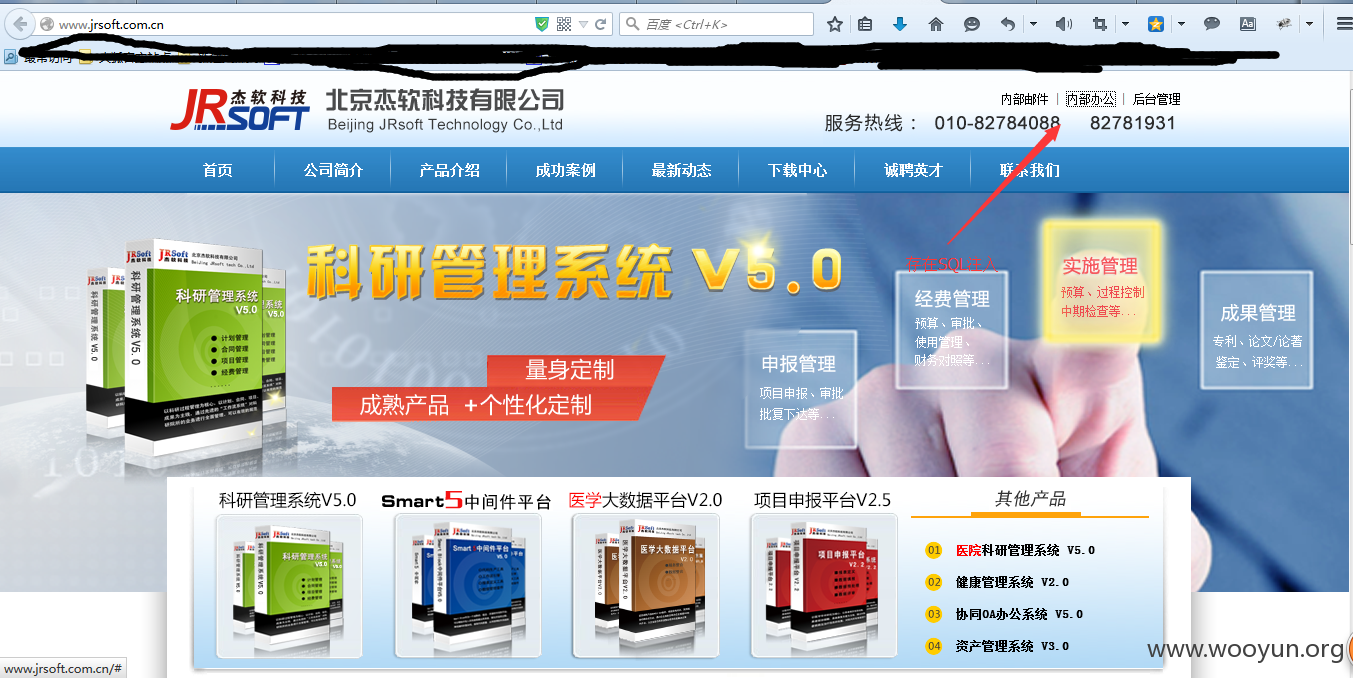 www.jrsoft.com.cn
百度 <Ctrl+K>
最常访问
JRSOFT 杰软科技
北京杰软科技有限公司
Beijing JRsoft Technology Co.,Ltd
内部邮件 | 内部办公 | 后台管理
服务热线： 010-82784088 82781931
首页 公司简介 产品介绍 成功案例 最新动态 下载中心 诚聘英才 联系我们
科研管理系统 V5.0
量身定制
成熟产品 +个性化定制
科研管理系统
V5.0
计划管理
合同管理
项目管理
经费管理
申报管理
项目申报、审批
批复下达等...
经费管理
预算、审批、
使用管理、
财务对照等...
实施管理
预算、过程控制
中期检查等...
成果管理
专利、论文/论著
鉴定、评奖等...
科研管理系统V5.0
Smart5中间件平台
医学大数据平台V2.0
项目申报平台V2.5
其他产品
01 医院科研管理系统 V5.0
02 健康管理系统 V2.0
03 协同OA办公系统 V5.0
04 资产管理系统 V3.0
www.jrsoft.com.cn/#
www.wooyun.org